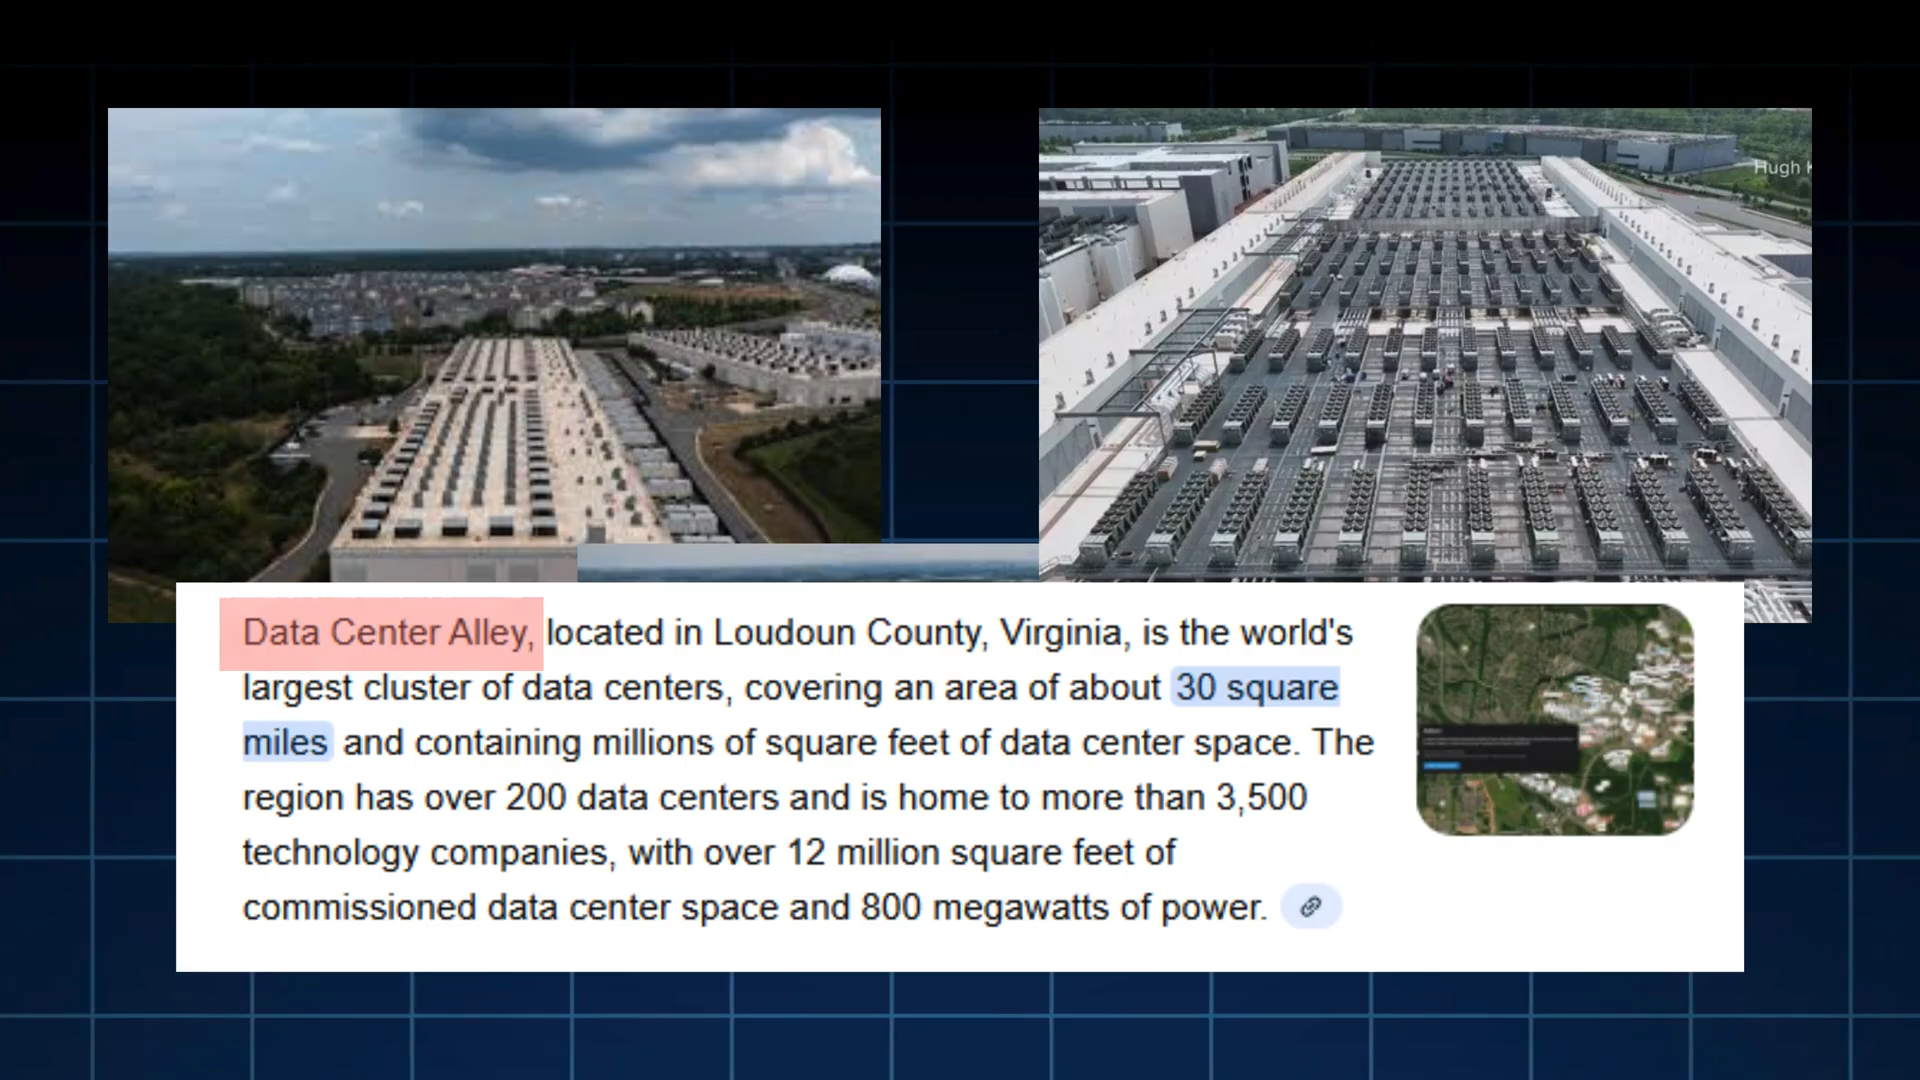 Hugh
Data Center Alley, located in Loudoun County, Virginia, is the world's
largest cluster of data centers, covering an area of about 30 square
miles and containing millions of square feet of data center space. The
region has over 200 data centers and is home to more than 3,500
technology companies, with over 12 million square feet of
commissioned data center space and 800 megawatts of power.